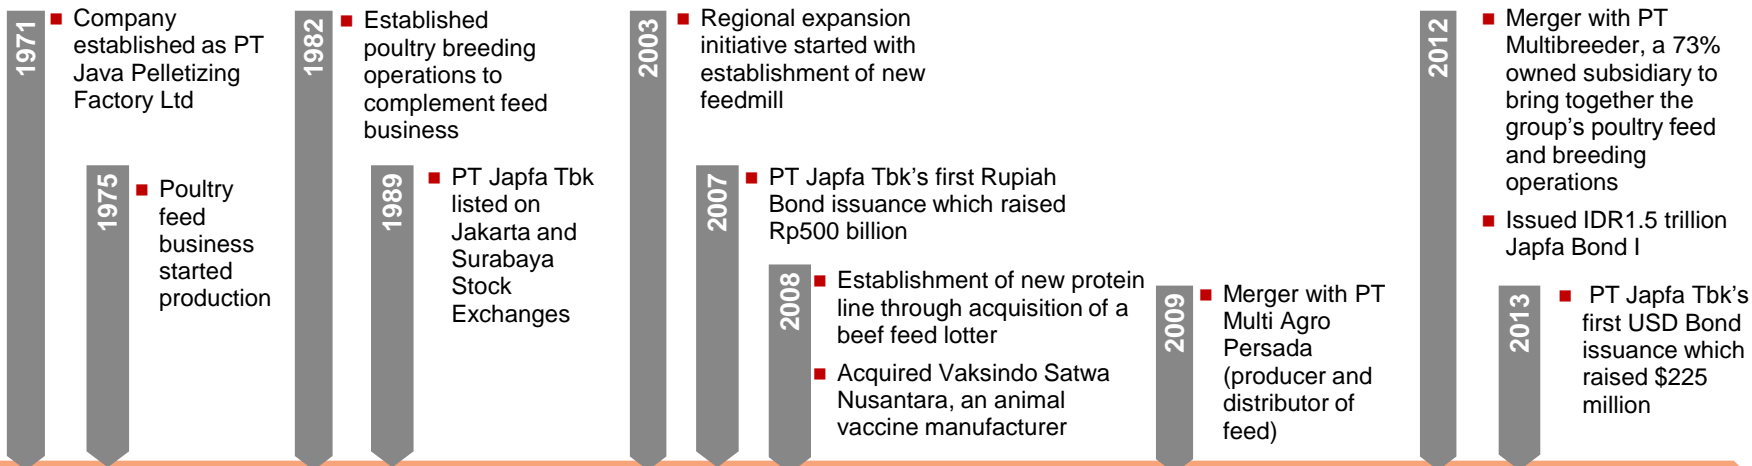 1971
Company
established as PT
Java Pelletizing
Factory Ltd
1975
Poultry
feed
business
started
production
1982
Established
poultry breeding
operations to
complement feed
business
1989
PT Japfa Tbk
listed on
Jakarta and
Surabaya
Stock
Exchanges
2003
Regional expansion
initiative started with
establishment of new
feedmill
2007
PT Japfa Tbk’s first Rupiah
Bond issuance which raised
Rp500 billion
2008
Establishment of new protein
line through acquisition of a
beef feed lotter
Acquired Vaksindo Satwa
Nusantara, an animal
vaccine manufacturer
2009
Merger with PT
Multi Agro
Persada
(producer and
distributor of
feed)
2012
Merger with PT
Multibreeder, a 73%
owned subsidiary to
bring together the
group’s poultry feed
and breeding
operations
Issued IDR1.5 trillion
Japfa Bond I
2013
PT Japfa Tbk’s
first USD Bond
issuance which
raised $225
million